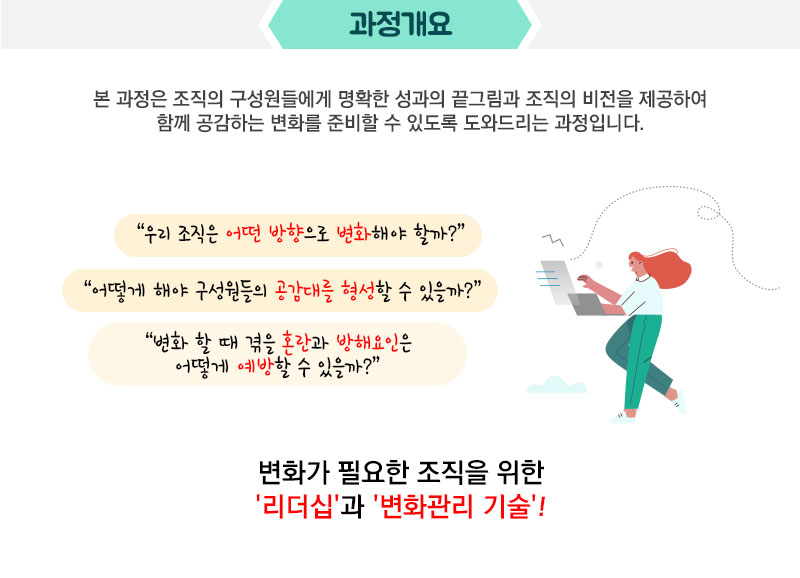 과정개요
본 과정은 조직의 구성원들에게 명확한 성과의 끝그림과 조직의 비전을 제공하여
함께 공감하는 변화를 준비할 수 있도록 도와드리는 과정입니다.
“우리 조직은 어떤 방향으로 변화해야 할까?”
“어떻게 해야 구성원들의 공감대를 형성할 수 있을까?”
“변화 할 때 겪을 혼란과 방해요인은
어떻게 예방할 수 있을까?”
변화가 필요한 조직을 위한
'리더십'과 '변화관리 기술'!